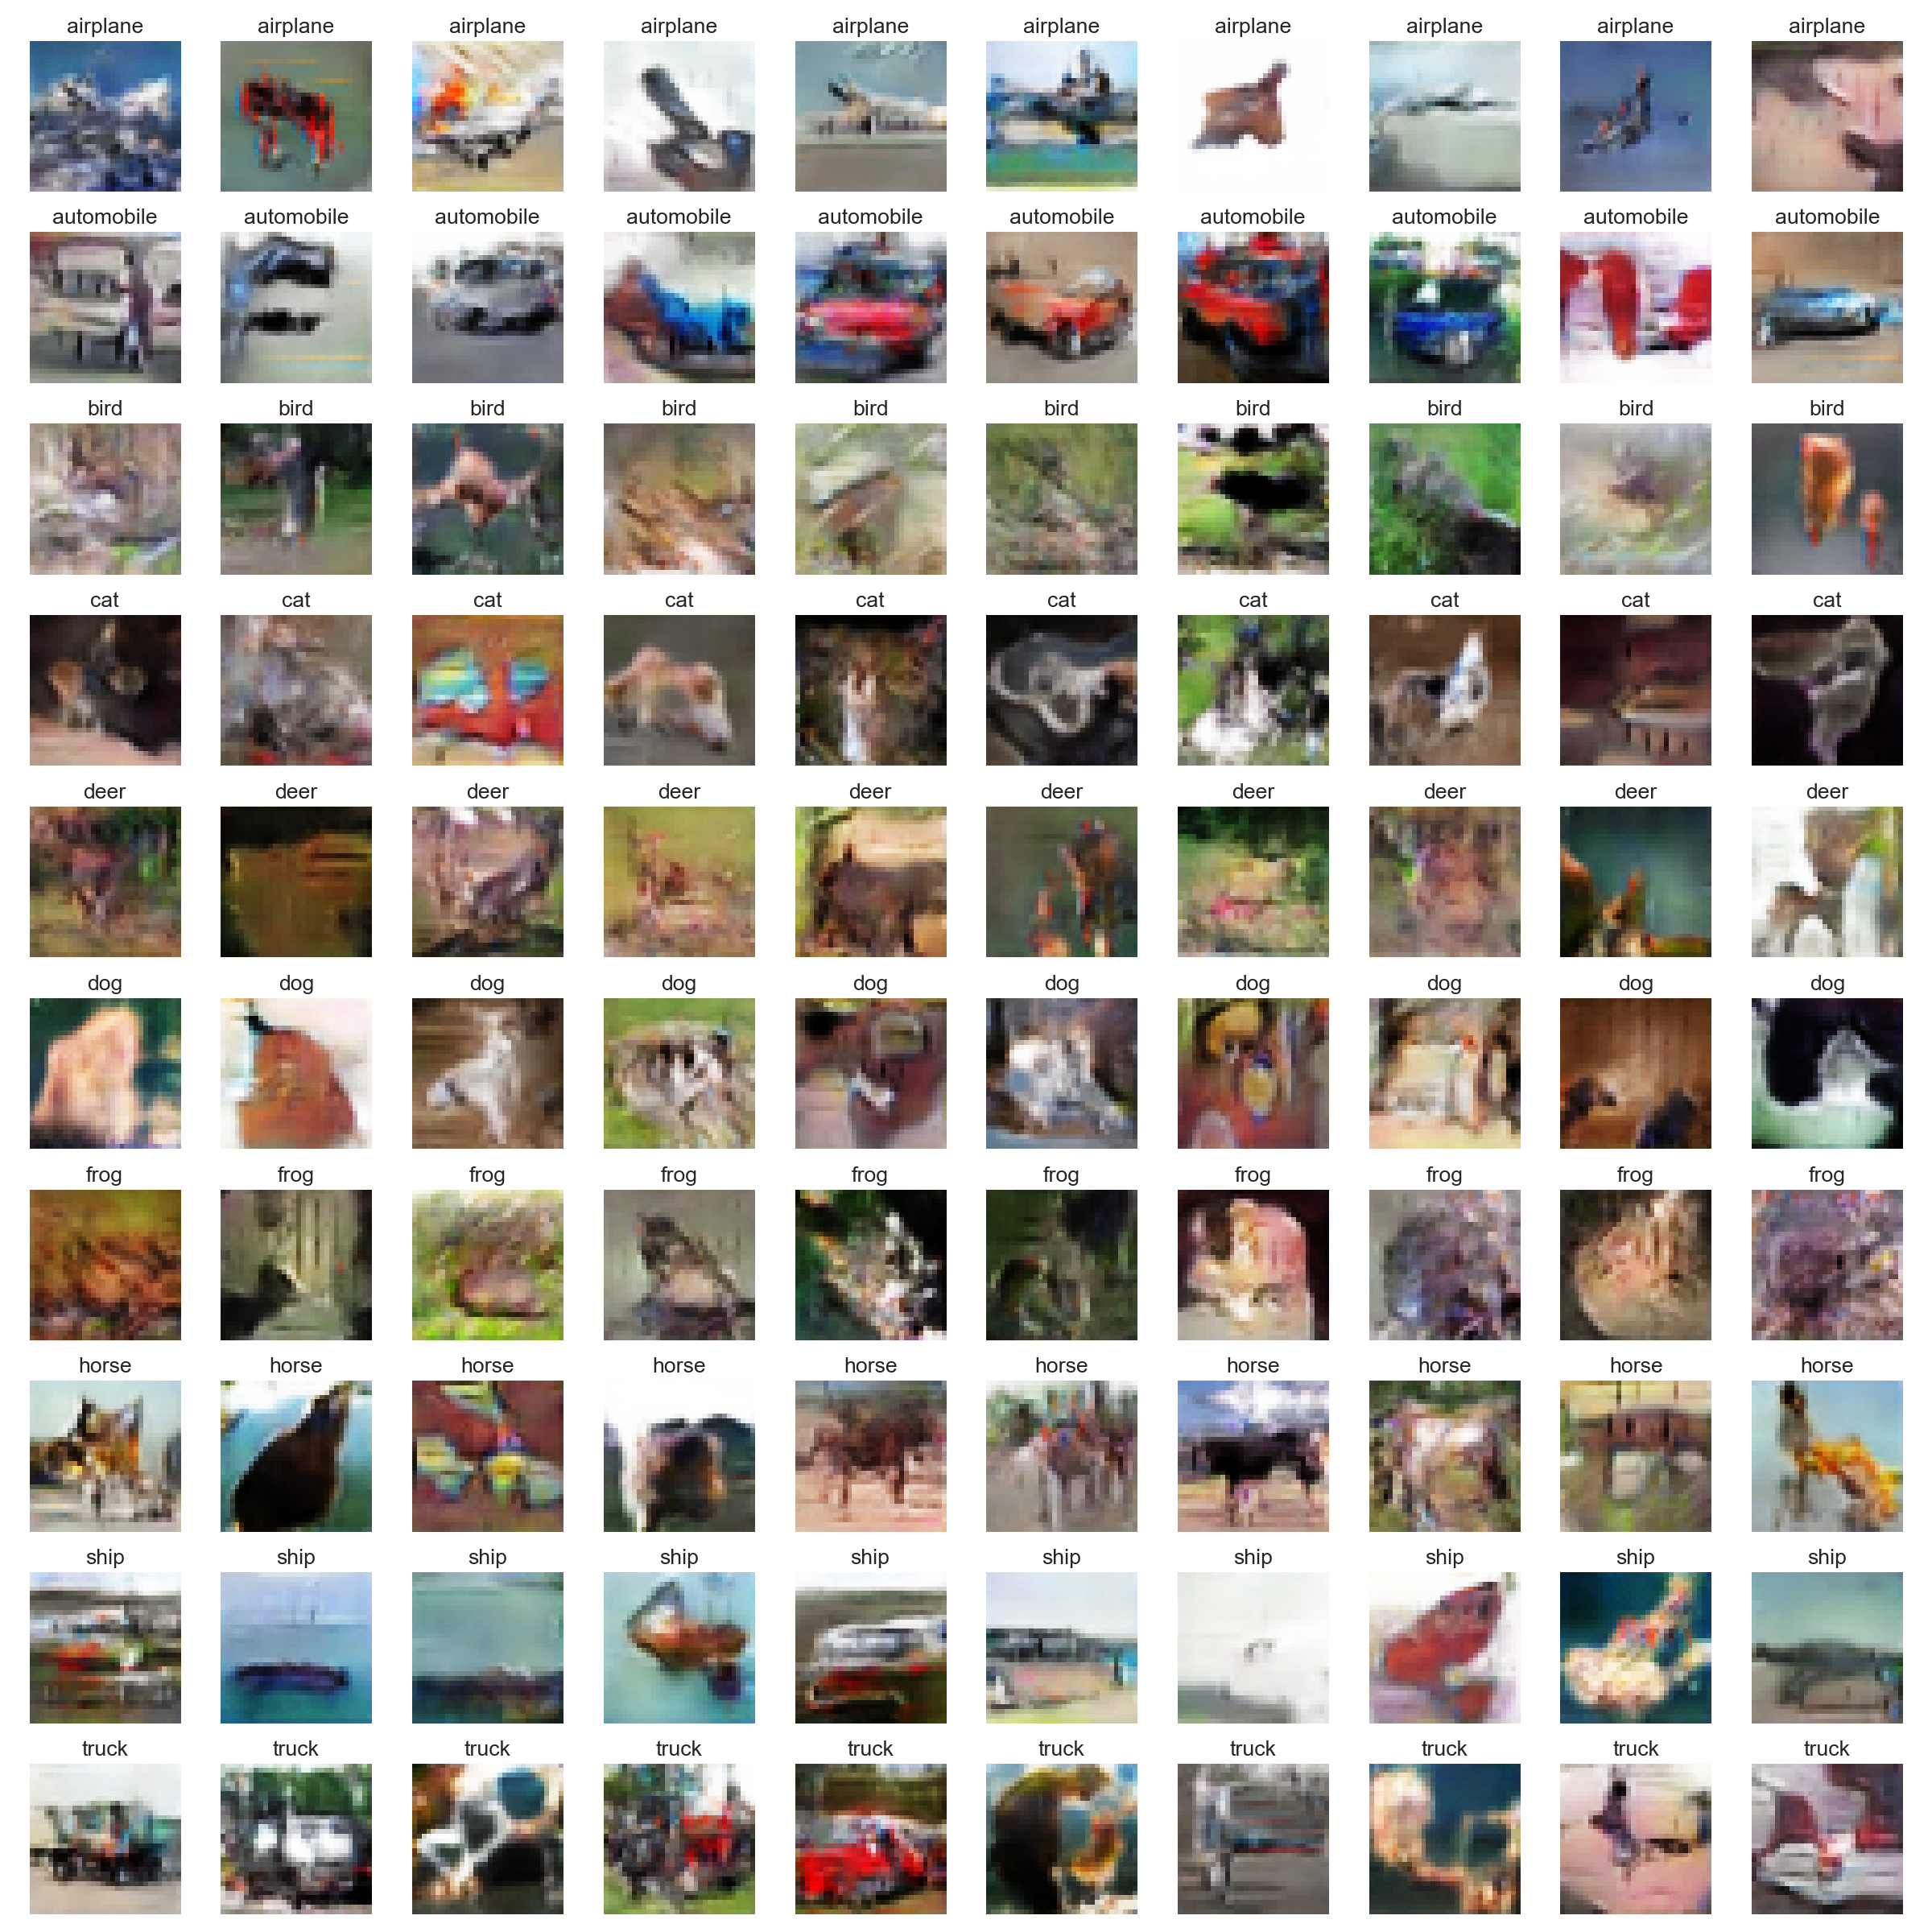 airplane airplane airplane airplane airplane airplane airplane airplane airplane airplane
automobile automobile automobile automobile automobile automobile automobile automobile automobile automobile
bird bird bird bird bird bird bird bird bird bird
cat cat cat cat cat cat cat cat cat cat
deer deer deer deer deer deer deer deer deer deer
dog dog dog dog dog dog dog dog dog dog
frog frog frog frog frog frog frog frog frog frog
horse horse horse horse horse horse horse horse horse horse
ship ship ship ship ship ship ship ship ship ship
truck truck truck truck truck truck truck truck truck truck